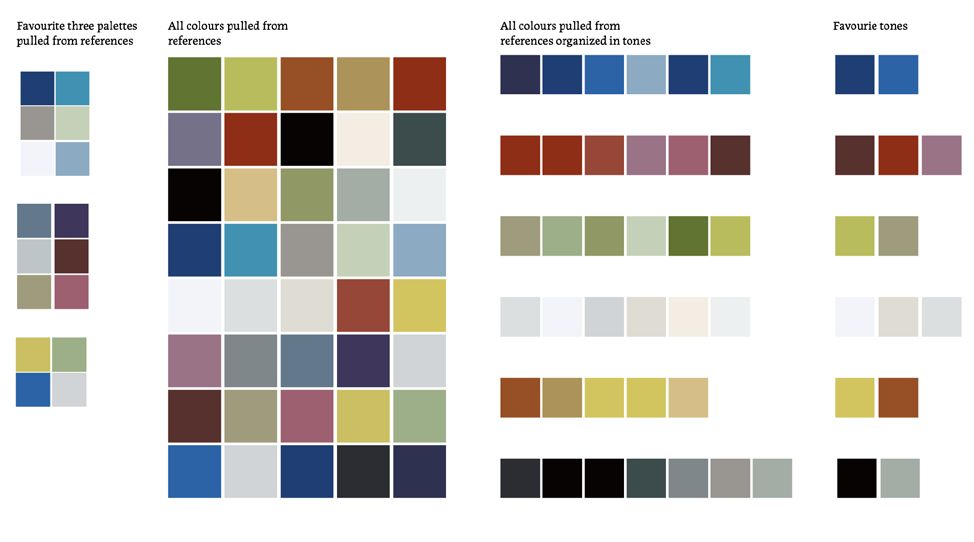 Favourite three palettes
pulled from references
All colours pulled from
references
All colours pulled from
references organized in tones
Favourie tones